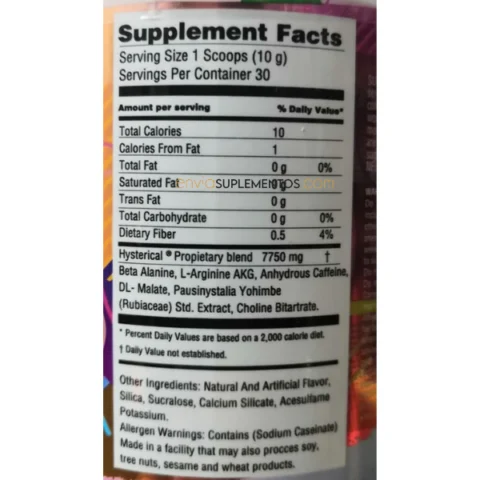 Supplement Facts
Serving Size 1 Scoops (10 g)
Servings Per Container 30
Amount per serving % Daily Value*
Total Calories 10
Calories From Fat 1
Total Fat 0 g 0%
Saturated Fat 0 g
enviaSUPLEMENTOS.com
Trans Fat 0 g
Total Carbohydrate 0 g 0%
Dietary Fiber 0.5 4%
Hysterical ® Propietary blend 7750 mg †
Beta Alanine, L-Arginine AKG, Anhydrous Caffeine,
DL- Malate, Pausinystalia Yohimbe
(Rubiaceae) Std. Extract, Choline Bitartrate.
* Percent Daily Values are based on a 2,000 calorie diet.
† Daily Value not established.
Other Ingredients: Natural And Artificial Flavor,
Silica, Sucralose, Calcium Silicate, Acesulfame
Potassium.
Allergen Warnings: Contains (Sodium Caseinate)
Made in a facility that may also procces soy,
tree nuts, sesame and wheat products.